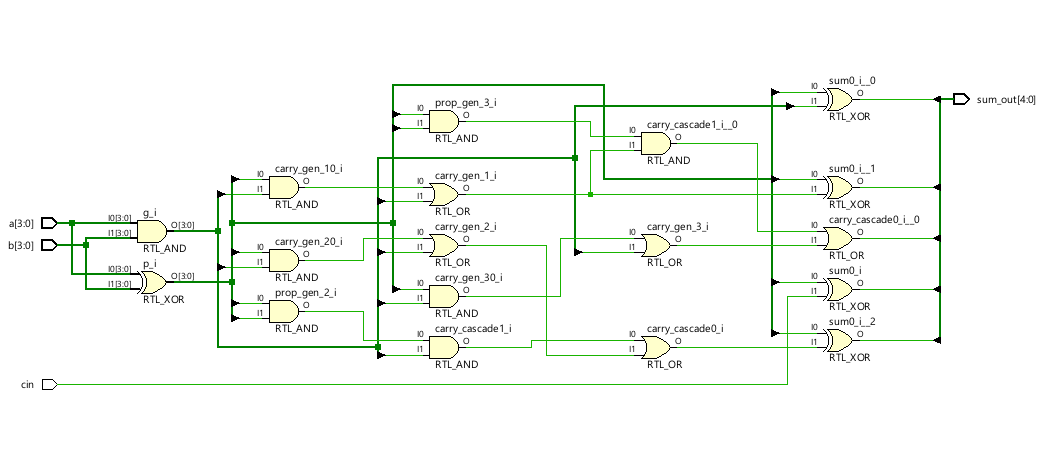 sum0_i__0
I0
O
I1
RTL_XOR
sum_out[4:0]
prop_gen_3_i
I0
O
I1
RTL_AND
carry_cascade1_i__0
I0
O
I1
RTL_AND
carry_gen_10_i
I0
O
I1
RTL_AND
carry_gen_1_i
I0
O
I1
RTL_OR
sum0_i__1
I0
O
I1
RTL_XOR
a[3:0]
b[3:0]
g_i
I0[3:0]
O[3:0]
I1[3:0]
RTL_AND
carry_gen_20_i
I0
O
I1
RTL_AND
carry_gen_2_i
I0
O
I1
RTL_OR
carry_gen_3_i
I0
O
I1
RTL_OR
carry_cascade0_i__0
I0
O
I1
RTL_OR
p_i
I0[3:0]
O[3:0]
I1[3:0]
RTL_XOR
prop_gen_2_i
I0
O
I1
RTL_AND
carry_gen_30_i
I0
O
I1
RTL_AND
sum0_i
I0
O
I1
RTL_XOR
carry_cascade1_i
I0
O
I1
RTL_AND
carry_cascade0_i
I0
O
I1
RTL_OR
sum0_i__2
I0
O
I1
RTL_XOR
cin